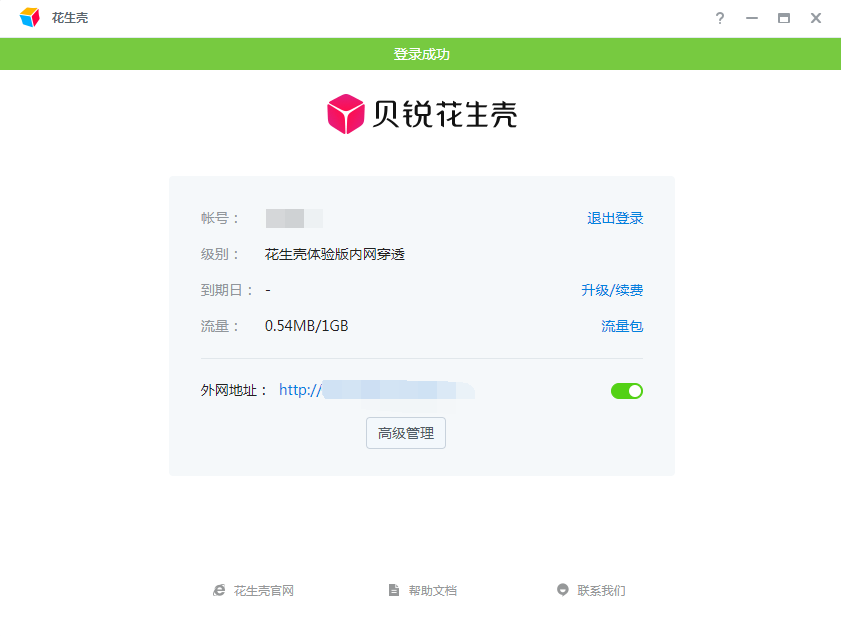 花生壳
?
登录成功
贝锐花生壳
帐号： 退出登录
级别： 花生壳体验版内网穿透
到期日： - 升级/续费
流量： 0.54MB/1GB 流量包
外网地址： http://
高级管理
花生壳官网 帮助文档 联系我们